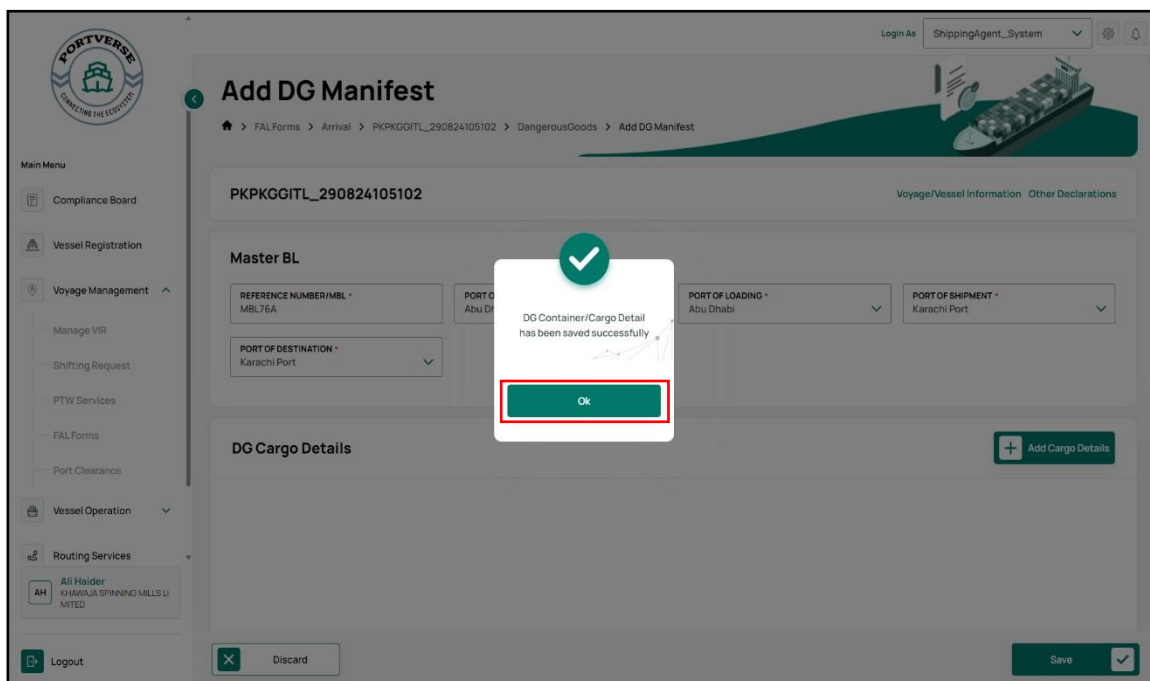 PORTVERSE
CONNECTING THE ECOSYSTEM
Login As
ShippingAgent_System
Add DG Manifest
FAL Forms > Arrival > PKPKGGITL_290824105102 > DangerousGoods > Add DG Manifest
Main Menu
Compliance Board
Vessel Registration
Voyage Management
Manage VIR
Shifting Request
PTW Services
FAL Forms
Port Clearance
Vessel Operation
Routing Services
AH
Ali Haider
KHAWAJA SPINNING MILLS LI
MITED
Logout
PKPKGGITL_290824105102
Voyage/Vessel Information Other Declarations
Master BL
REFERENCE NUMBER/MBL *
MBL76A
PORT O
Abu Dh
PORT OF LOADING *
Abu Dhabi
PORT OF SHIPMENT *
Karachi Port
PORT OF DESTINATION *
Karachi Port
DG Container/Cargo Detail
has been saved successfully
Ok
DG Cargo Details
Add Cargo Details
Discard
Save